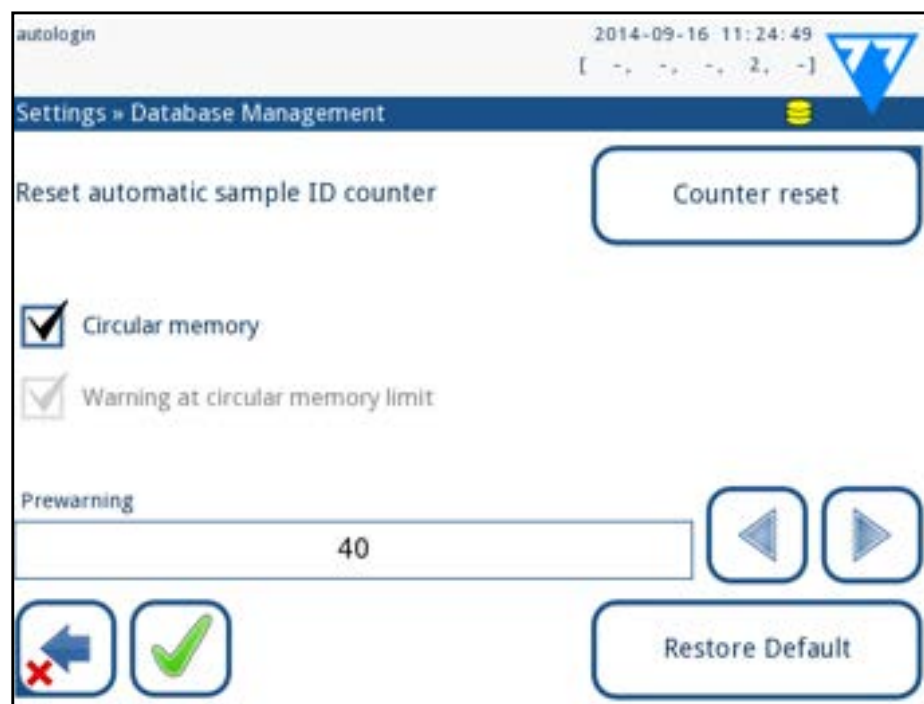 autologin
2014-09-16 11:24:49
[ -, -, -, 2, -]
Settings » Database Management
Reset automatic sample ID counter
Counter reset
Circular memory
Warning at circular memory limit
Prewarning
40
Restore Default